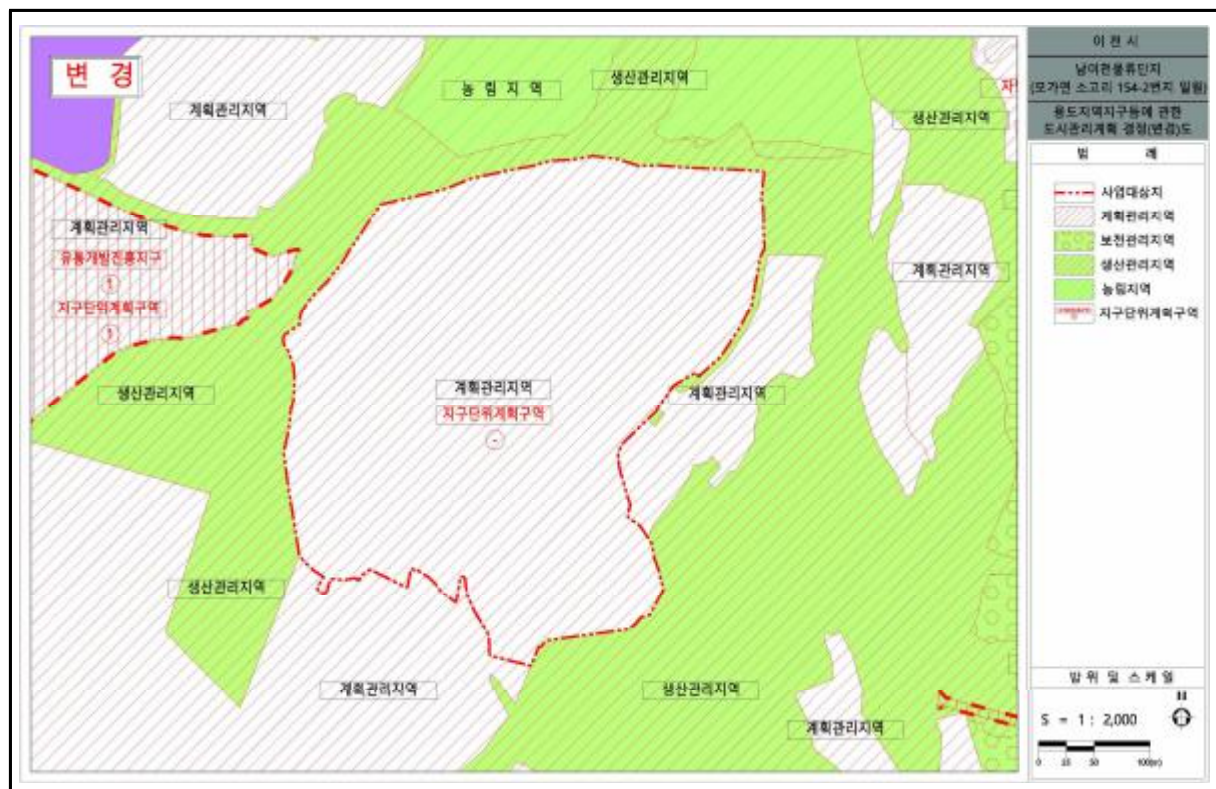 변 경
계획관리지역
농 림 지 역
생산관리지역
생산관리지역
계획관리지역
유통개발진흥지구
1
지구단위계획구역
1
생산관리지역
계획관리지역
지구단위계획구역
-
계획관리지역
계획관리지역
생산관리지역
계획관리지역
생산관리지역
계획관리지역
이 천 시
남이천물류단지
(모가면 소고리 154-2번지 일원)
용도지역지구등에 관한
도시관리계획 결정(변경)도
범 례
사업대상지
계획관리지역
보전관리지역
생산관리지역
농림지역
지구단위계획구역
범 위 및 스 케 일
N
S = 1 : 2,000
0 25 50 100(m)